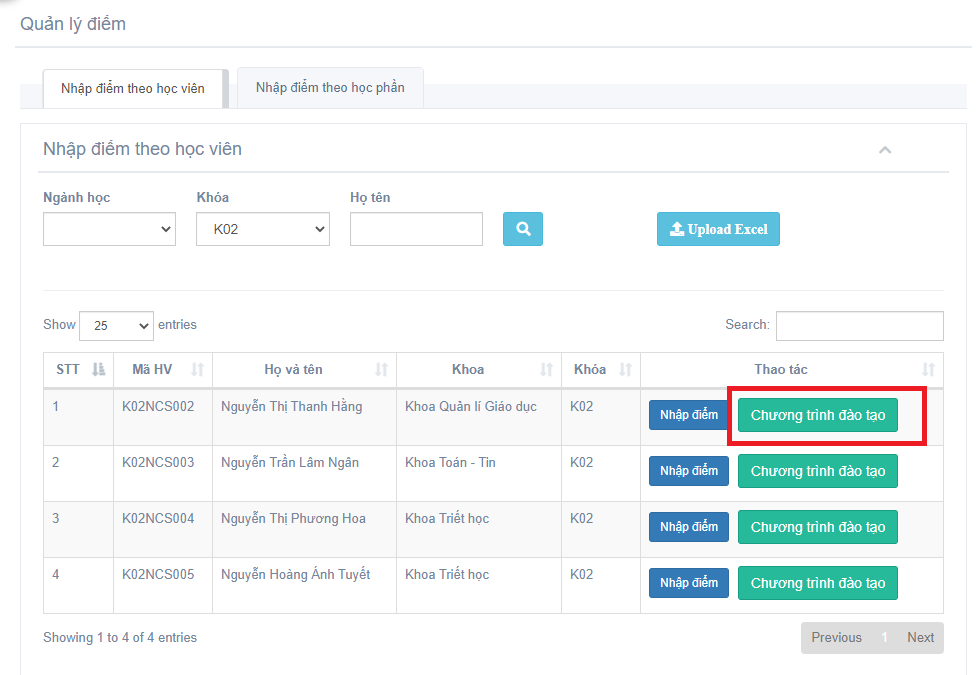 Quản lý điểm
Nhập điểm theo học viên Nhập điểm theo học phần
Nhập điểm theo học viên
Ngành học Khóa Họ tên
K02 Upload Excel
Show 25 entries Search:
STT Mã HV Họ và tên Khoa Khóa Thao tác
1 K02NCS002 Nguyễn Thị Thanh Hằng Khoa Quản lí Giáo dục K02 Nhập điểm Chương trình đào tạo
2 K02NCS003 Nguyễn Trần Lâm Ngân Khoa Toán - Tin K02 Nhập điểm Chương trình đào tạo
3 K02NCS004 Nguyễn Thị Phương Hoa Khoa Triết học K02 Nhập điểm Chương trình đào tạo
4 K02NCS005 Nguyễn Hoàng Ánh Tuyết Khoa Triết học K02 Nhập điểm Chương trình đào tạo
Showing 1 to 4 of 4 entries Previous 1 Next